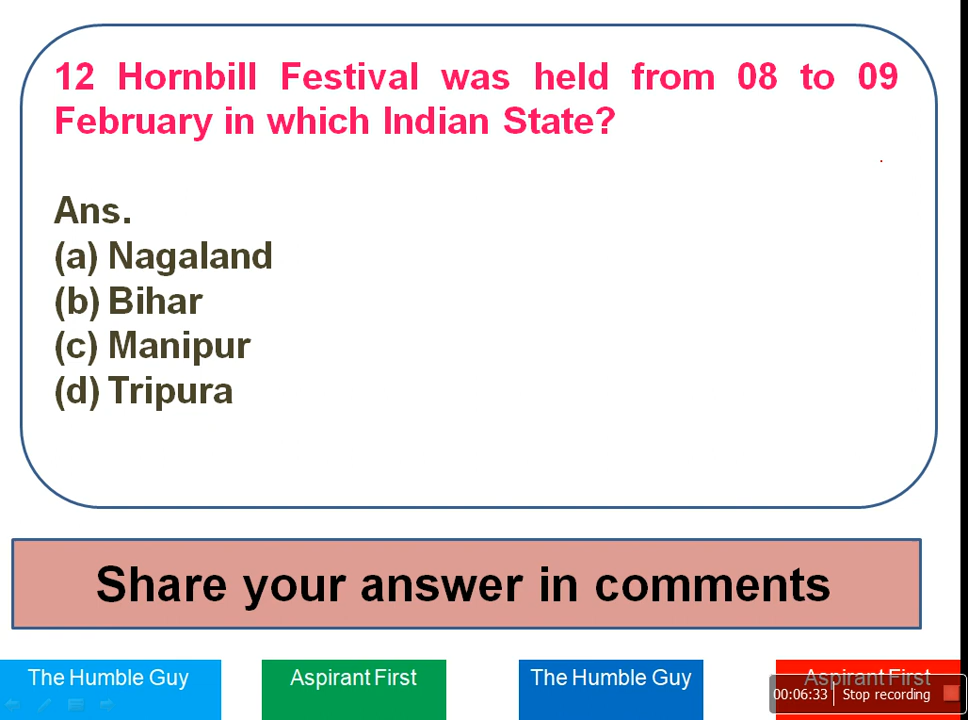 12 Hornbill Festival was held from 08 to 09
February in which Indian State?
Ans.
(a) Nagaland
(b) Bihar
(c) Manipur
(d) Tripura
Share your answer in comments
The Humble Guy
Aspirant First
The Humble Guy
Aspirant First
00:06:33 Stop recording